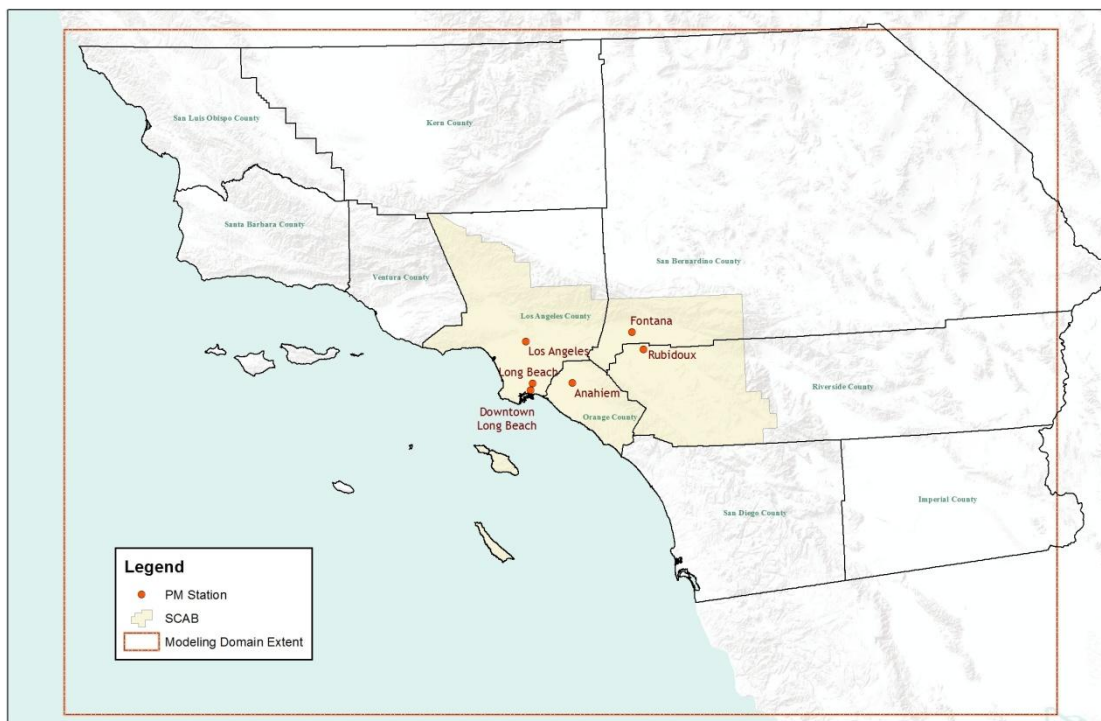 San Luis Obispo County
Kern County
Santa Barbara County
Ventura County
San Bernardino County
Los Angeles County
Fontana
Los Angeles
Rubidoux
Long Beach
Riverside County
Anahiem
Downtown
Long Beach
Orange County
San Diego County
Imperial County
Legend
PM Station
SCAB
Modeling Domain Extent